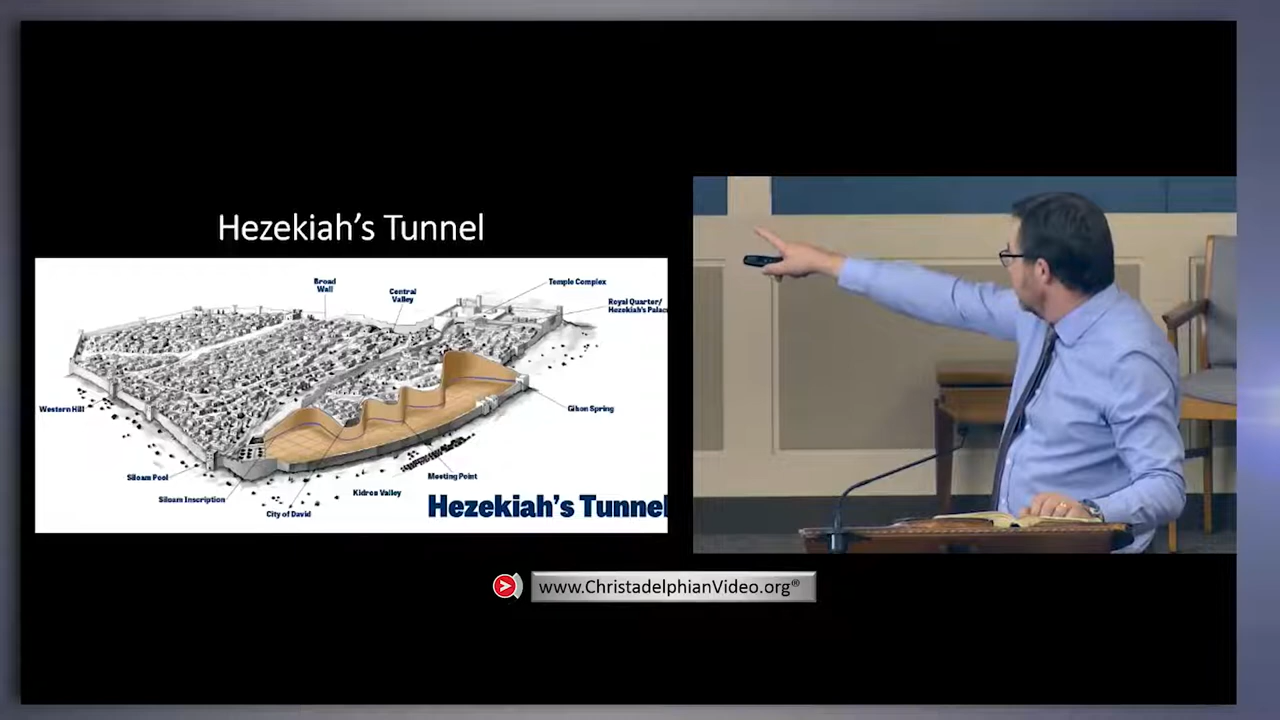 Hezekiah's Tunnel
Broad
Wall
Central
Valley
Temple Complex
Royal Quarter/
Hezekiah's Palac
Western Hill
Gihon Spring
Siloam Pool
Meeting Point
Siloam Inscription
Kidron Valley
City of David
Hezekiah's Tunnel
www.ChristadelphianVideo.org®